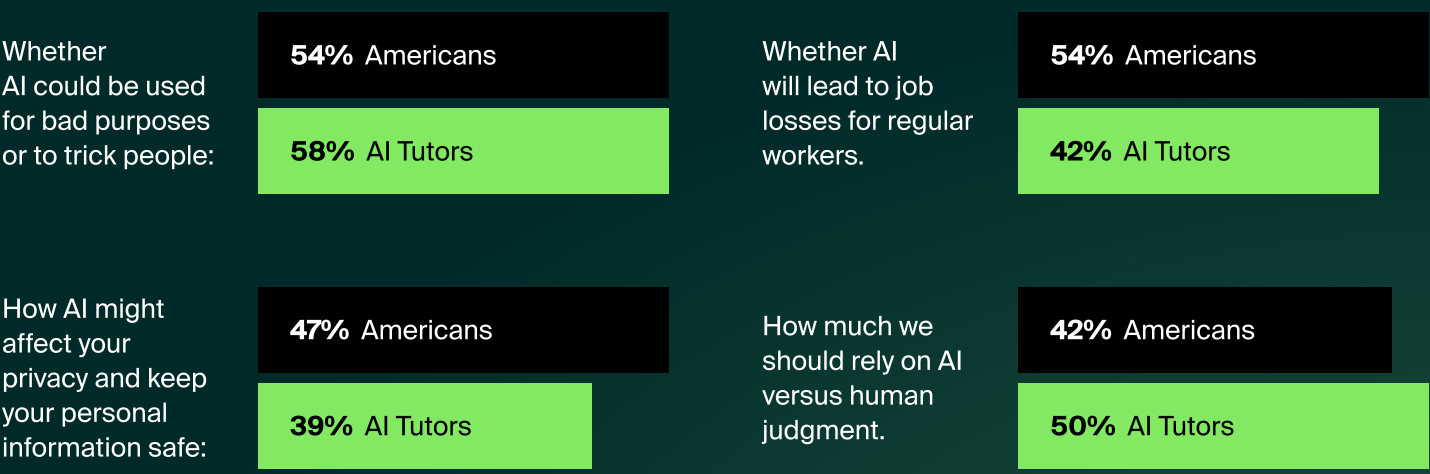 Whether
AI could be used
for bad purposes
or to trick people:
54% Americans
58% AI Tutors
Whether AI
will lead to job
losses for regular
workers.
54% Americans
42% AI Tutors
How AI might
affect your
privacy and keep
your personal
information safe:
47% Americans
39% AI Tutors
How much we
should rely on AI
versus human
judgment.
42% Americans
50% AI Tutors